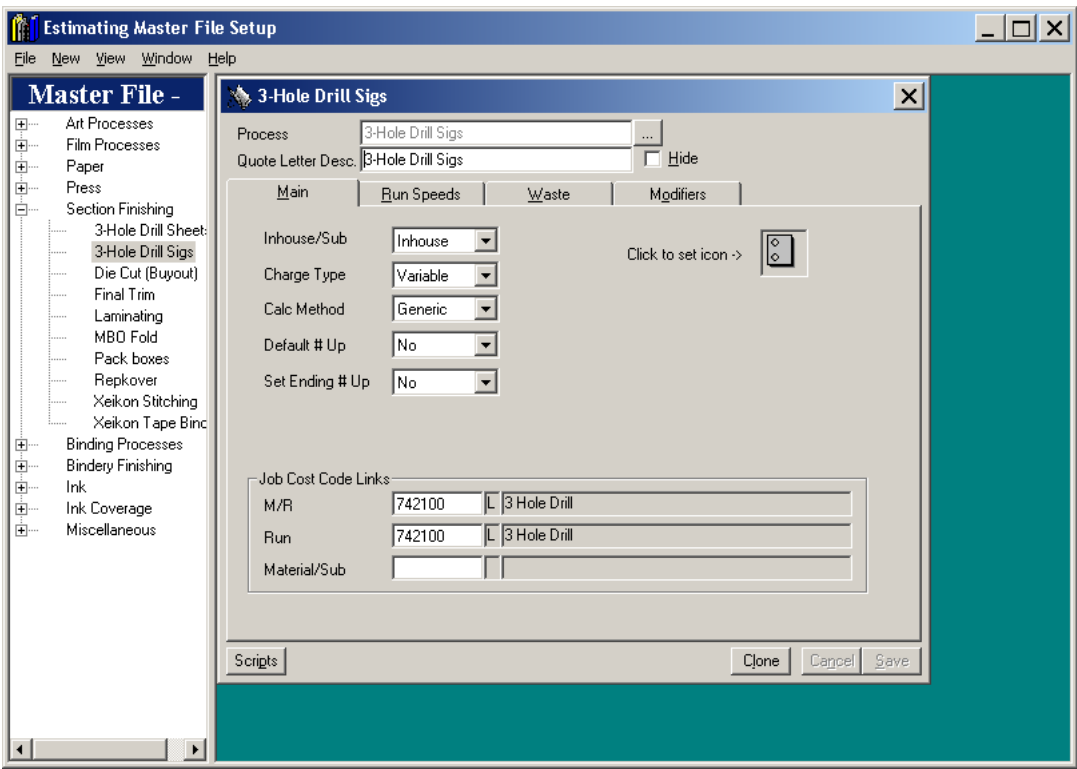 Estimating Master File Setup
File New View Window Help
Master File -
Art Processes
Film Processes
Paper
Press
Section Finishing
3-Hole Drill Sheet
3-Hole Drill Sigs
Die Cut (Buyout)
Final Trim
Laminating
MBO Fold
Pack boxes
Repkover
Xeikon Stitching
Xeikon Tape Binc
Binding Processes
Bindery Finishing
Ink
Ink Coverage
Miscellaneous
3-Hole Drill Sigs
Process 3-Hole Drill Sigs ...
Quote Letter Desc. 3-Hole Drill Sigs Hide
Main Run Speeds Waste Modifiers
Inhouse/Sub Inhouse Click to set icon ->
Charge Type Variable
Calc Method Generic
Default # Up No
Set Ending # Up No
Job Cost Code Links
M/R 742100 L 3 Hole Drill
Run 742100 L 3 Hole Drill
Material/Sub
Scripts Clone Cancel Save